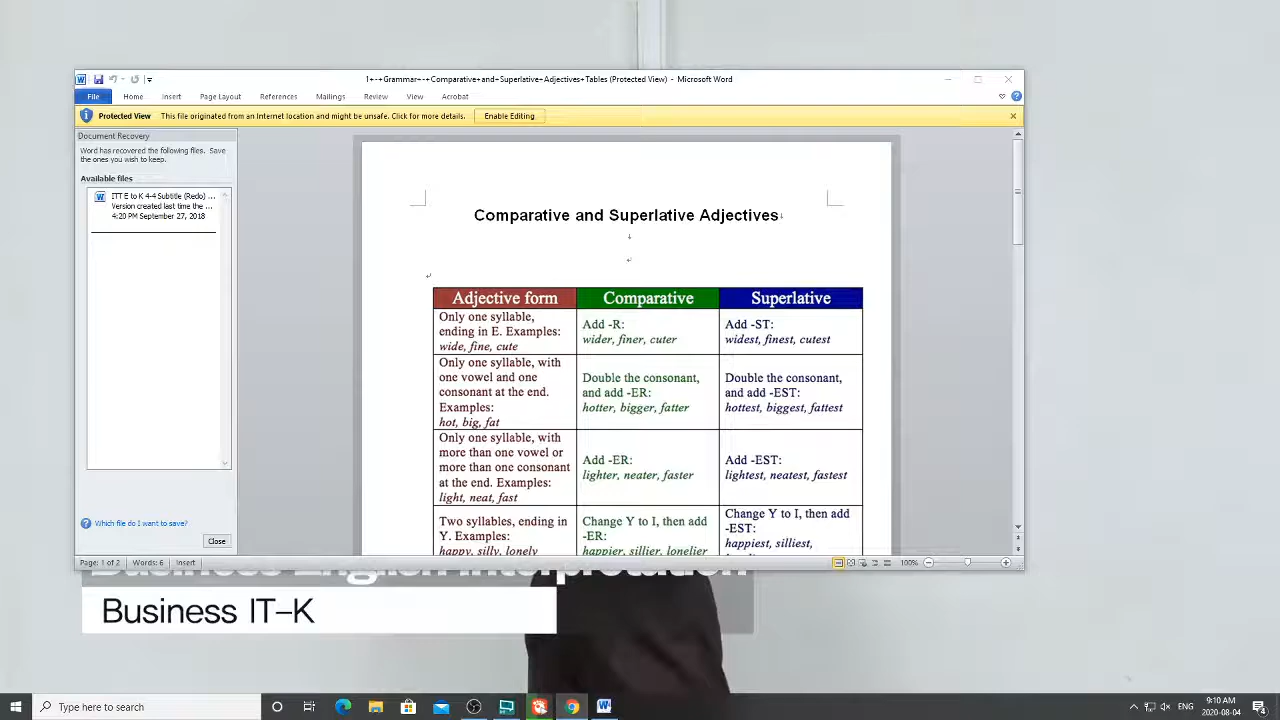 1-+-Grammar-+-Comparative+and+Superlative+Adjectives+Tables (Protected View) - Microsoft Word
File Home Insert Page Layout References Mailings Review View Acrobat
Protected View This file originated from an Internet location and might be unsafe. Click for more details. Enable Editing
Document Recovery
Word has recovered the following files. Save
the ones you wish to keep.
Available files
ITT E to K 4-4 Subtitle (Redo) ...
Version created last time the ...
4:20 PM September 27, 2018
Which file do I want to save?
Close
Comparative and Superlative Adjectives
Adjective form Comparative Superlative
Only one syllable,
ending in E. Examples:
wide, fine, cute
Add -R:
wider, finer, cuter
Add -ST:
widest, finest, cutest
Only one syllable, with
one vowel and one
consonant at the end.
Examples:
hot, big, fat
Double the consonant,
and add -ER:
hotter, bigger, fatter
Double the consonant,
and add -EST:
hottest, biggest, fattest
Only one syllable, with
more than one vowel or
more than one consonant
at the end. Examples:
light, neat, fast
Add -ER:
lighter, neater, faster
Add -EST:
lightest, neatest, fastest
Two syllables, ending in
Y. Examples:
happy, silly, lonely
Change Y to I, then add
-ER:
happier, sillier, lonelier
Change Y to I, then add
-EST:
happiest, silliest,
Page: 1 of 2 Words: 6 Insert 100%
Business IT-K
Type here to search
9:10 AM
2020-08-04